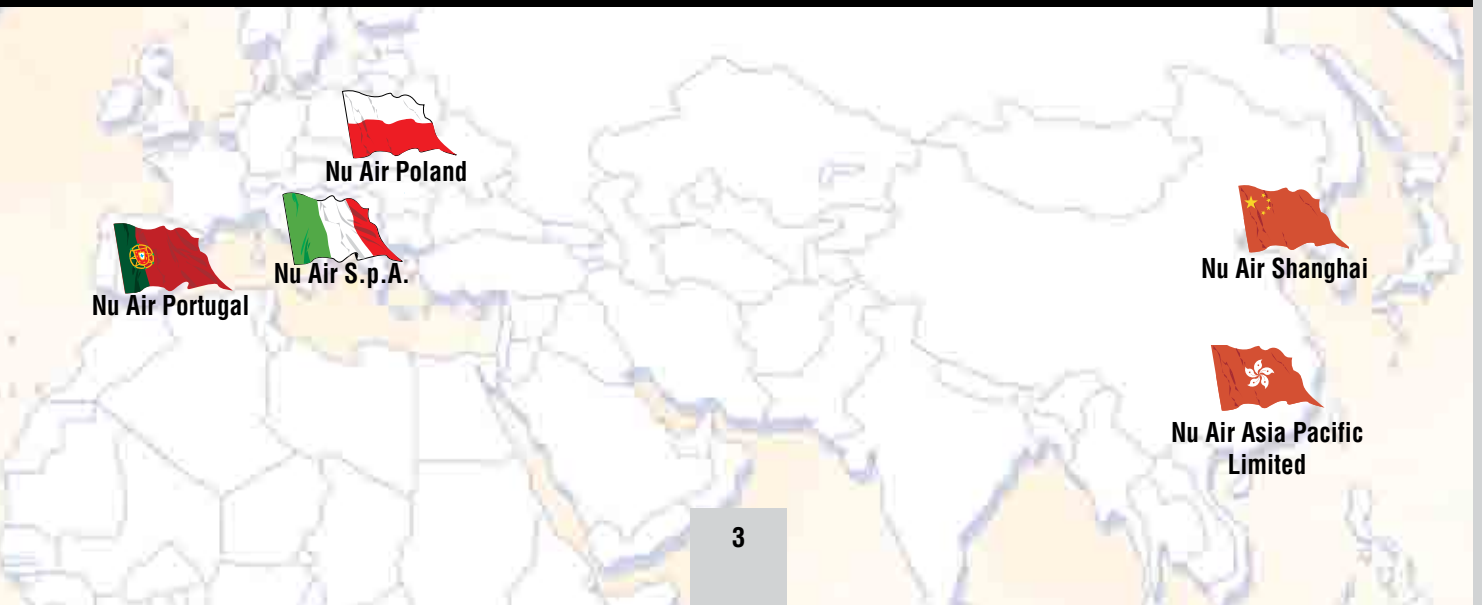 Nu Air Poland
Nu Air S.p.A.
Nu Air Portugal
Nu Air Shanghai
Nu Air Asia Pacific
Limited
3